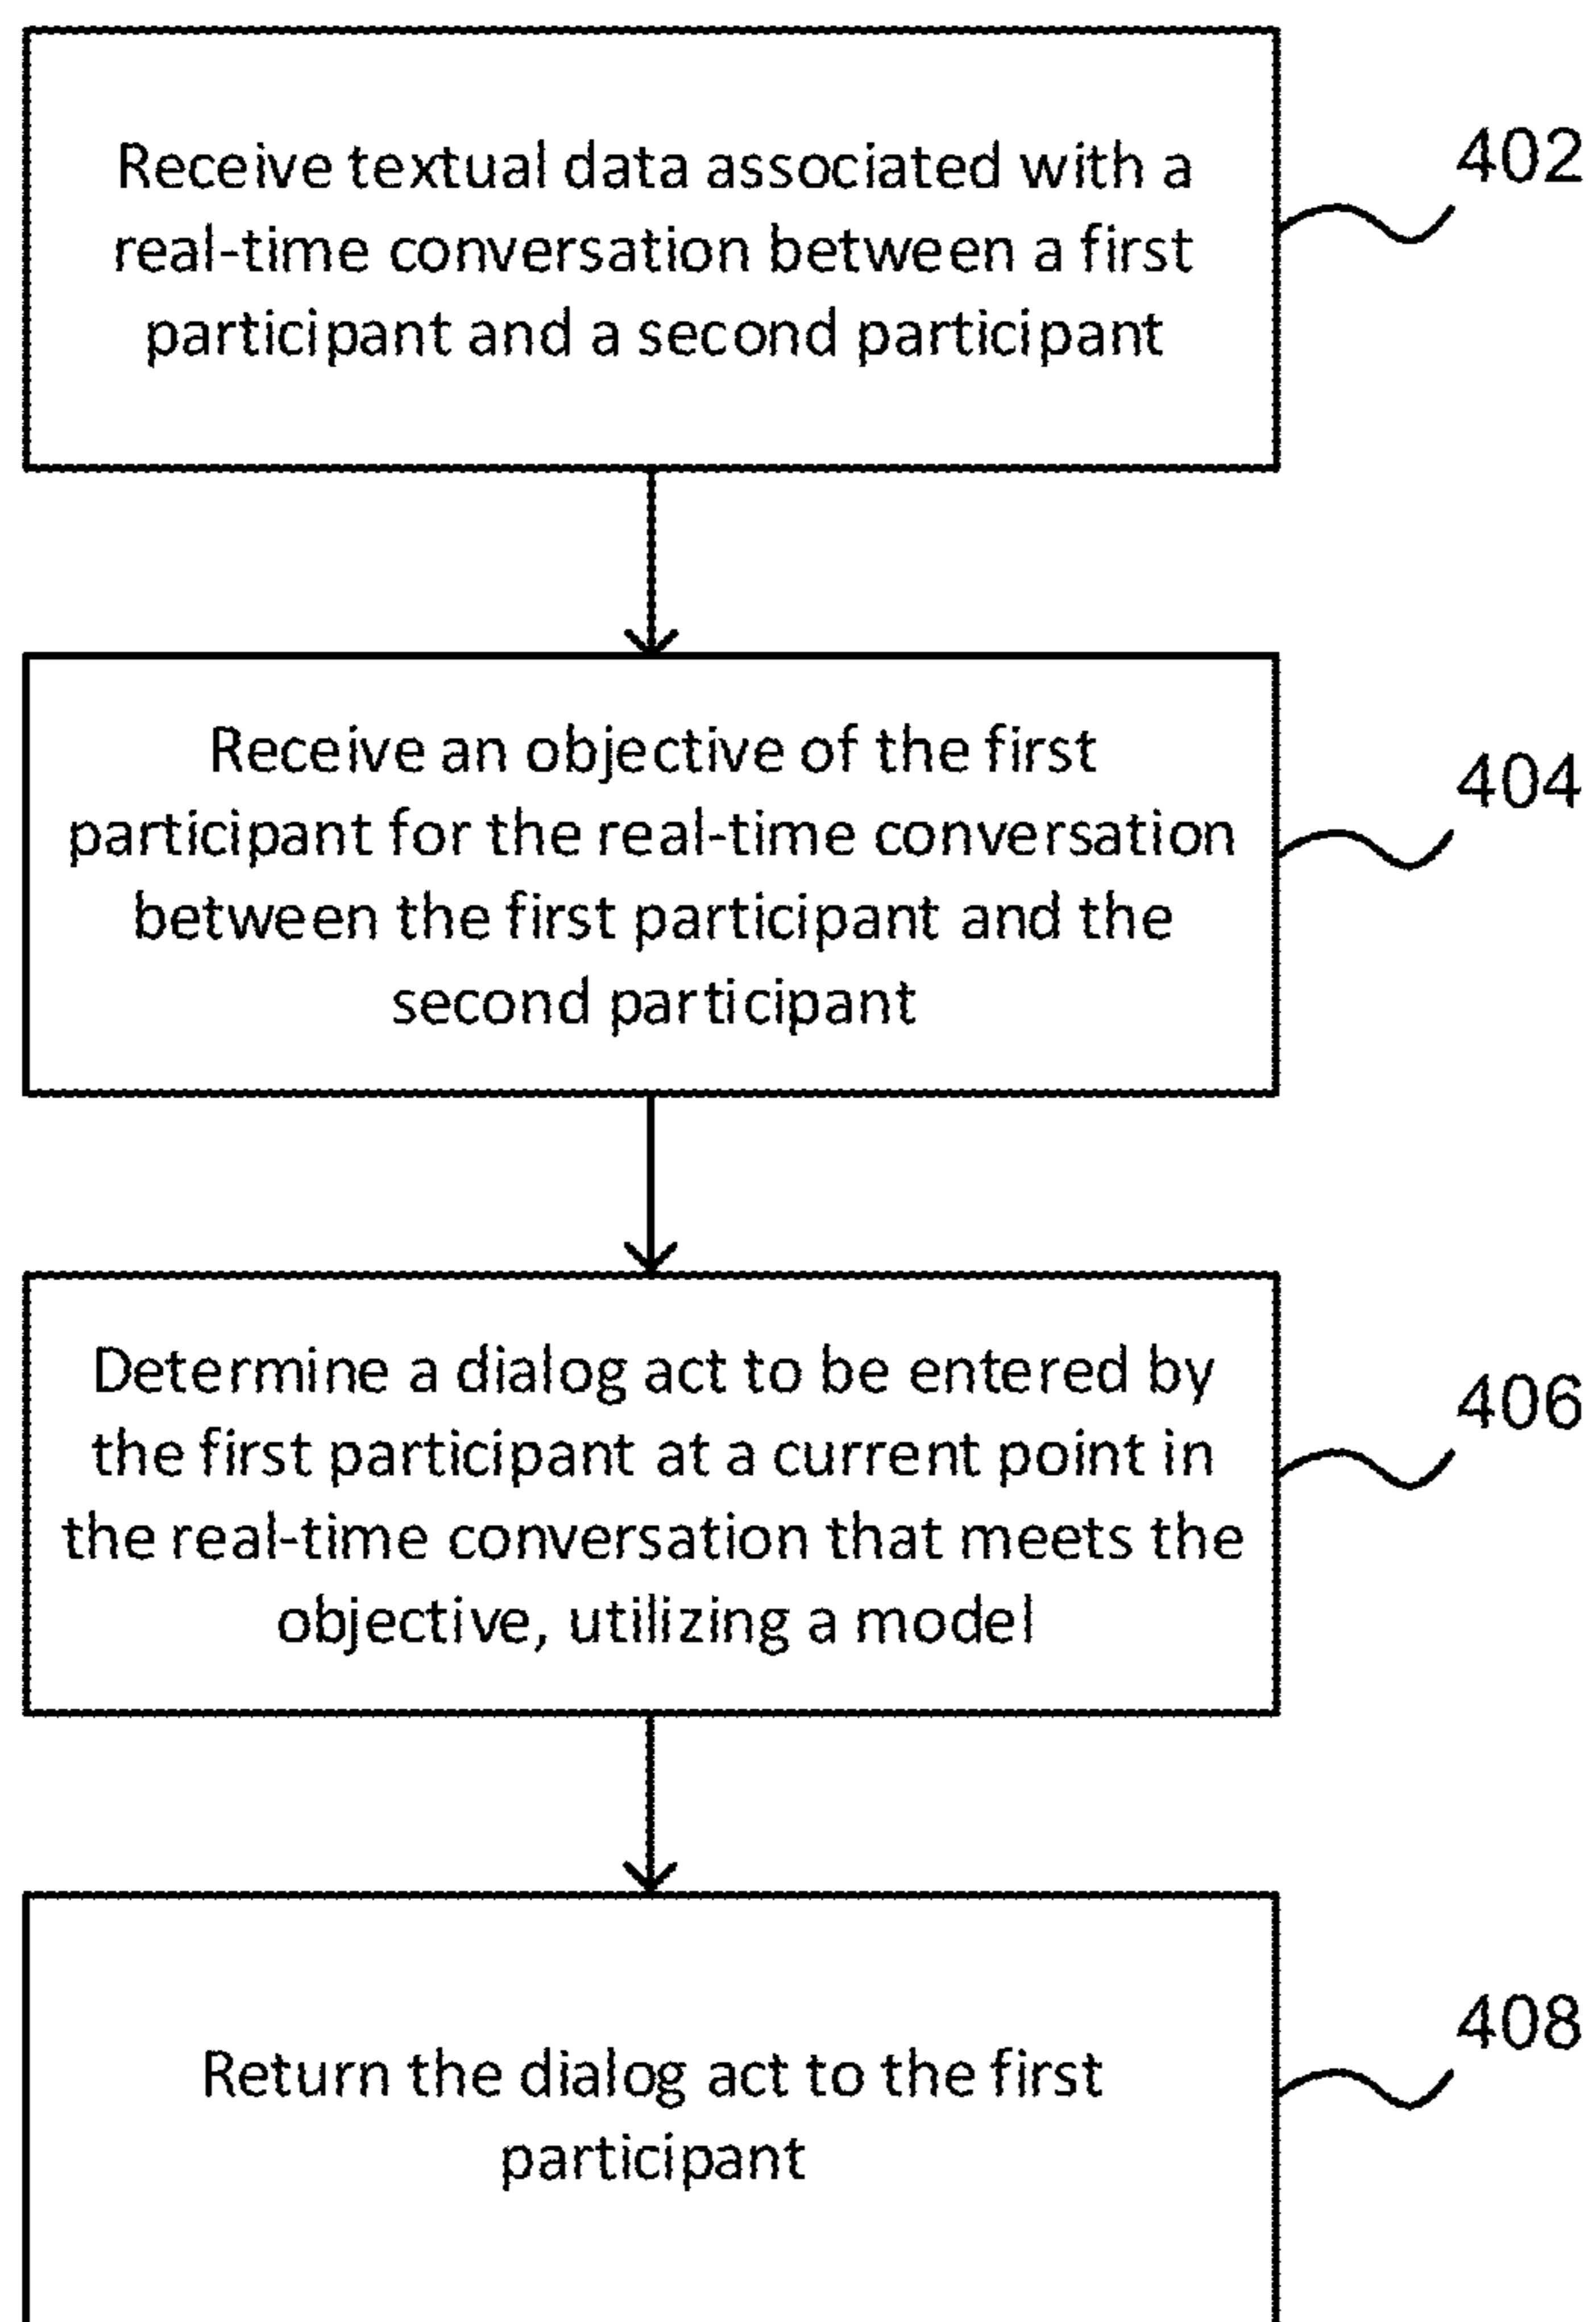 Receive textual data associated with a
real-time conversation between a first
participant and a second participant
402
Receive an objective of the first
participant for the real-time conversation
between the first participant and the
second participant
404
Determine a dialog act to be entered by
the first participant at a current point in
the real-time conversation that meets the
objective, utilizing a model
406
Return the dialog act to the first
participant
408